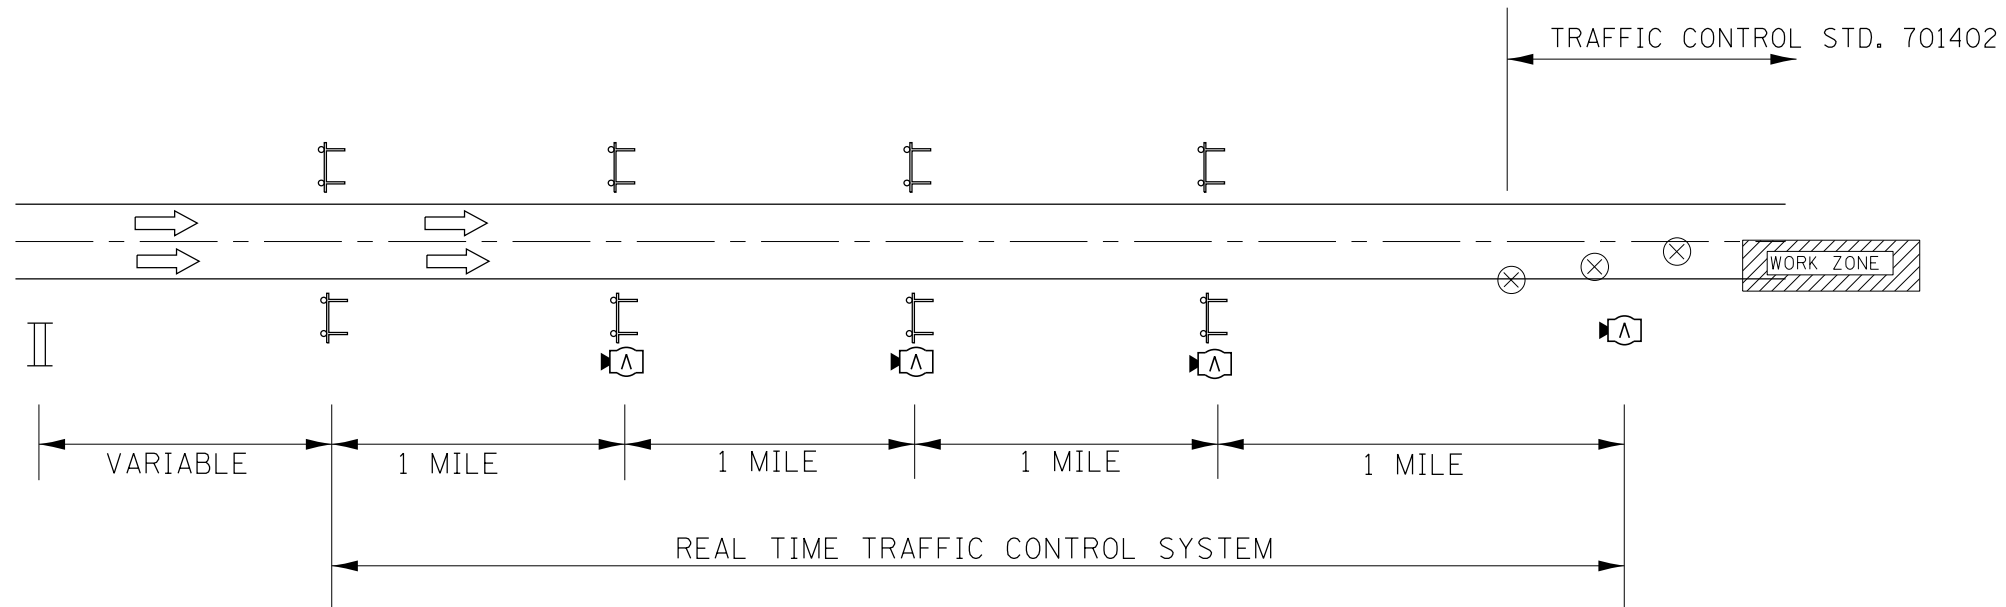 TRAFFIC CONTROL STD. 701402
WORK ZONE
VARIABLE
1 MILE
1 MILE
1 MILE
1 MILE
REAL TIME TRAFFIC CONTROL SYSTEM